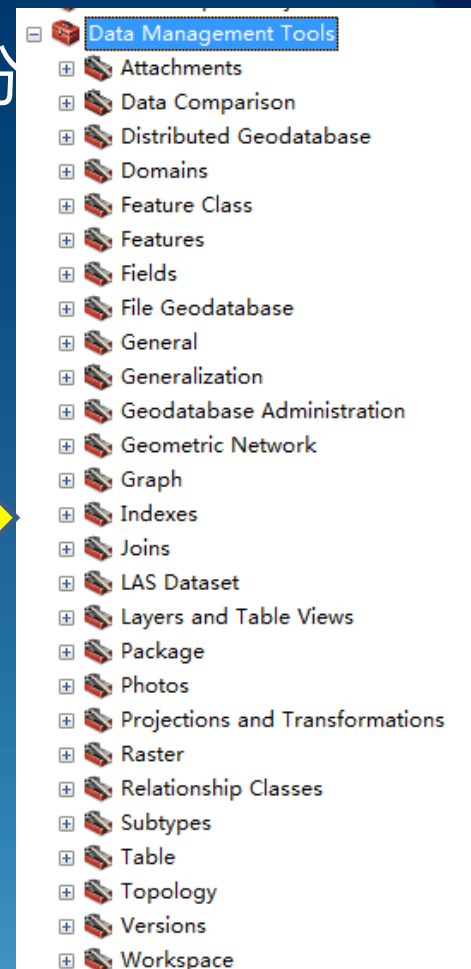 Data Management Tools
Attachments
Data Comparison
Distributed Geodatabase
Domains
Feature Class
Features
Fields
File Geodatabase
General
Generalization
Geodatabase Administration
Geometric Network
Graph
Indexes
Joins
LAS Dataset
Layers and Table Views
Package
Photos
Projections and Transformations
Raster
Relationship Classes
Subtypes
Table
Topology
Versions
Workspace